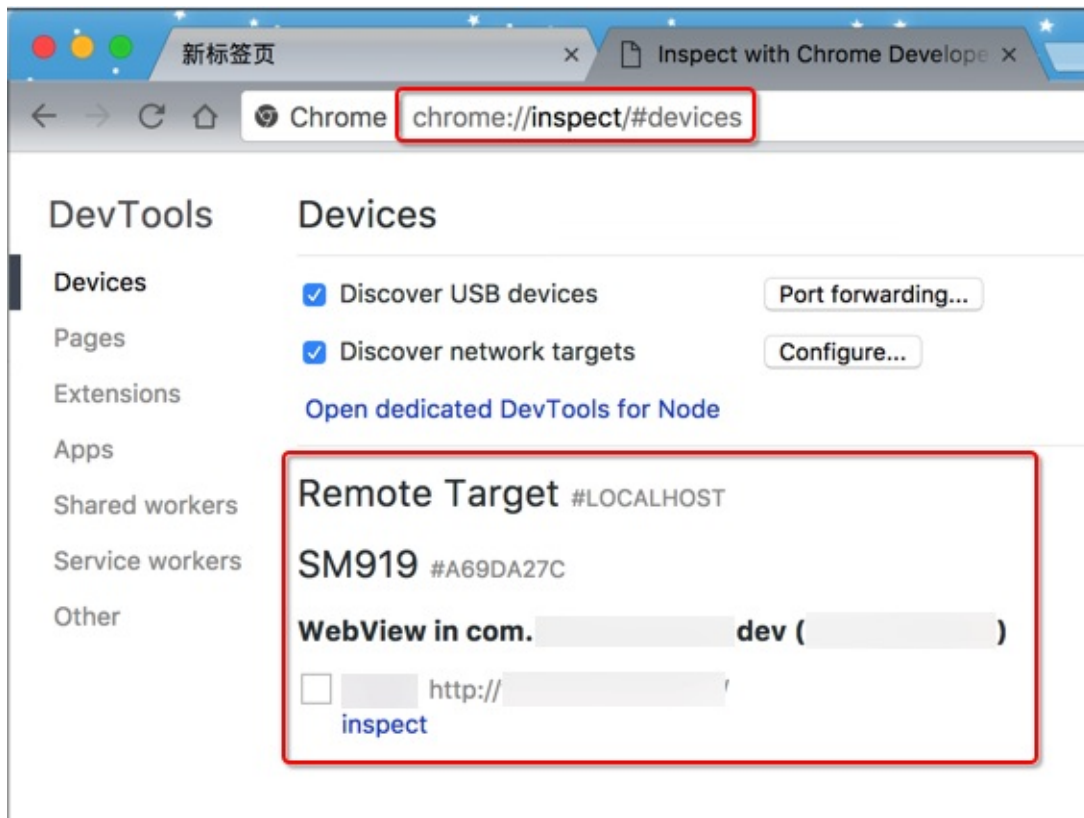 新标签页 × Inspect with Chrome Develope ×
Chrome chrome://inspect/#devices
DevTools
Devices
Pages
Extensions
Apps
Shared workers
Service workers
Other
Devices
Discover USB devices Port forwarding...
Discover network targets Configure...
Open dedicated DevTools for Node
Remote Target #LOCALHOST
SM919 #A69DA27C
WebView in com. dev ( )
http:// /
inspect